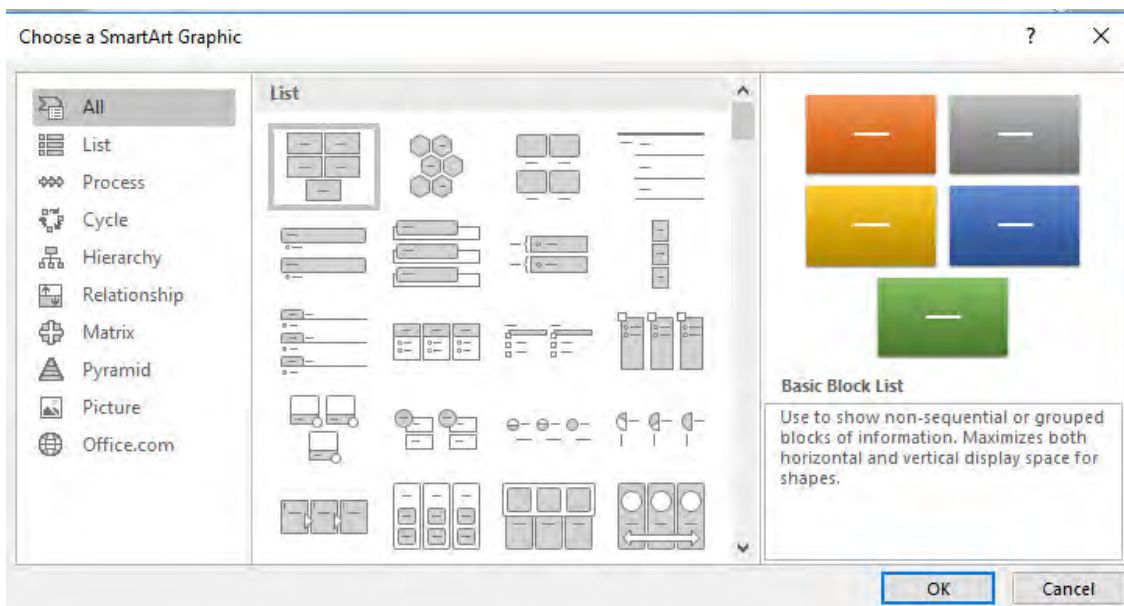 Choose a SmartArt Graphic
?
All
List
Process
Cycle
Hierarchy
Relationship
Matrix
Pyramid
Picture
Office.com
List
Basic Block List
Use to show non-sequential or grouped
blocks of information. Maximizes both
horizontal and vertical display space for
shapes.
OK
Cancel